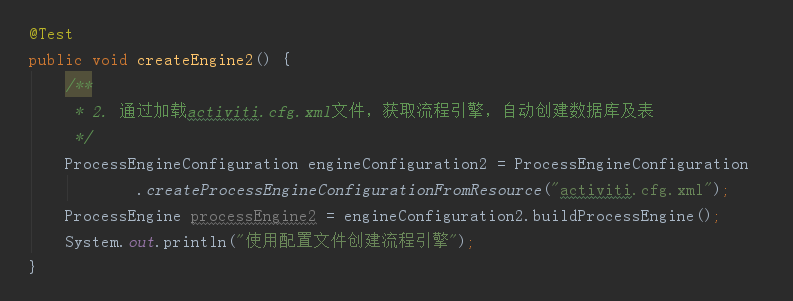 @Test
public void createEngine2() {
/**
* 2. 通过加载activiti.cfg.xml文件，获取流程引擎，自动创建数据库及表
*/
ProcessEngineConfiguration engineConfiguration2 = ProcessEngineConfiguration
.createProcessEngineConfigurationFromResource("activiti.cfg.xml");
ProcessEngine processEngine2 = engineConfiguration2.buildProcessEngine();
System.out.println("使用配置文件创建流程引擎");
}